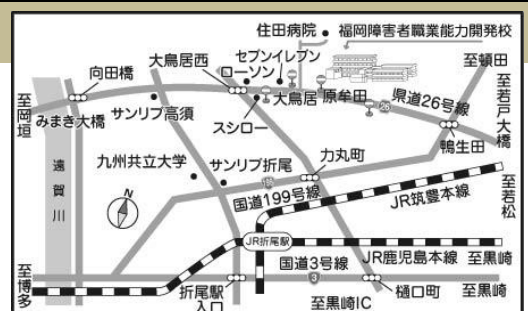 住田病院
福岡障害者職業能力開発校
大鳥居西
セブンイレブン
ローソン
至頓田
向田橋
至岡垣
みまき大橋
サンリブ高須
スシロー
大鳥居
原牟田
26
県道26号線
至若戸大橋
鴨生田
遠賀川
九州共立大学
サンリブ折尾
力丸町
N
199
国道199号線
JR筑豊本線
至若松
JR折尾駅
JR鹿児島本線
至黒崎
至博多
折尾駅入口
国道3号線
3
至黒崎IC
樋口町
至黒崎